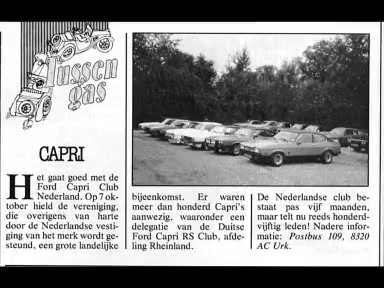 Tussen
gas
CAPRI
Het gaat goed met de
Ford Capri Club
Nederland. Op 7 ok-
tober hield de vereniging,
die overigens van harte
door de Nederlandse vesti-
ging van het merk wordt ge-
steund, een grote landelijke
bijeenkomst. Er waren
meer dan honderd Capri's
aanwezig, waaronder een
delegatie van de Duitse
Ford Capri RS Club, afde-
ling Rheinland.
De Nederlandse club be-
staat pas vijf maanden,
maar telt nu reeds honderd-
vijftig leden! Nadere infor-
matie: Postbus 109, 8320
AC Urk.